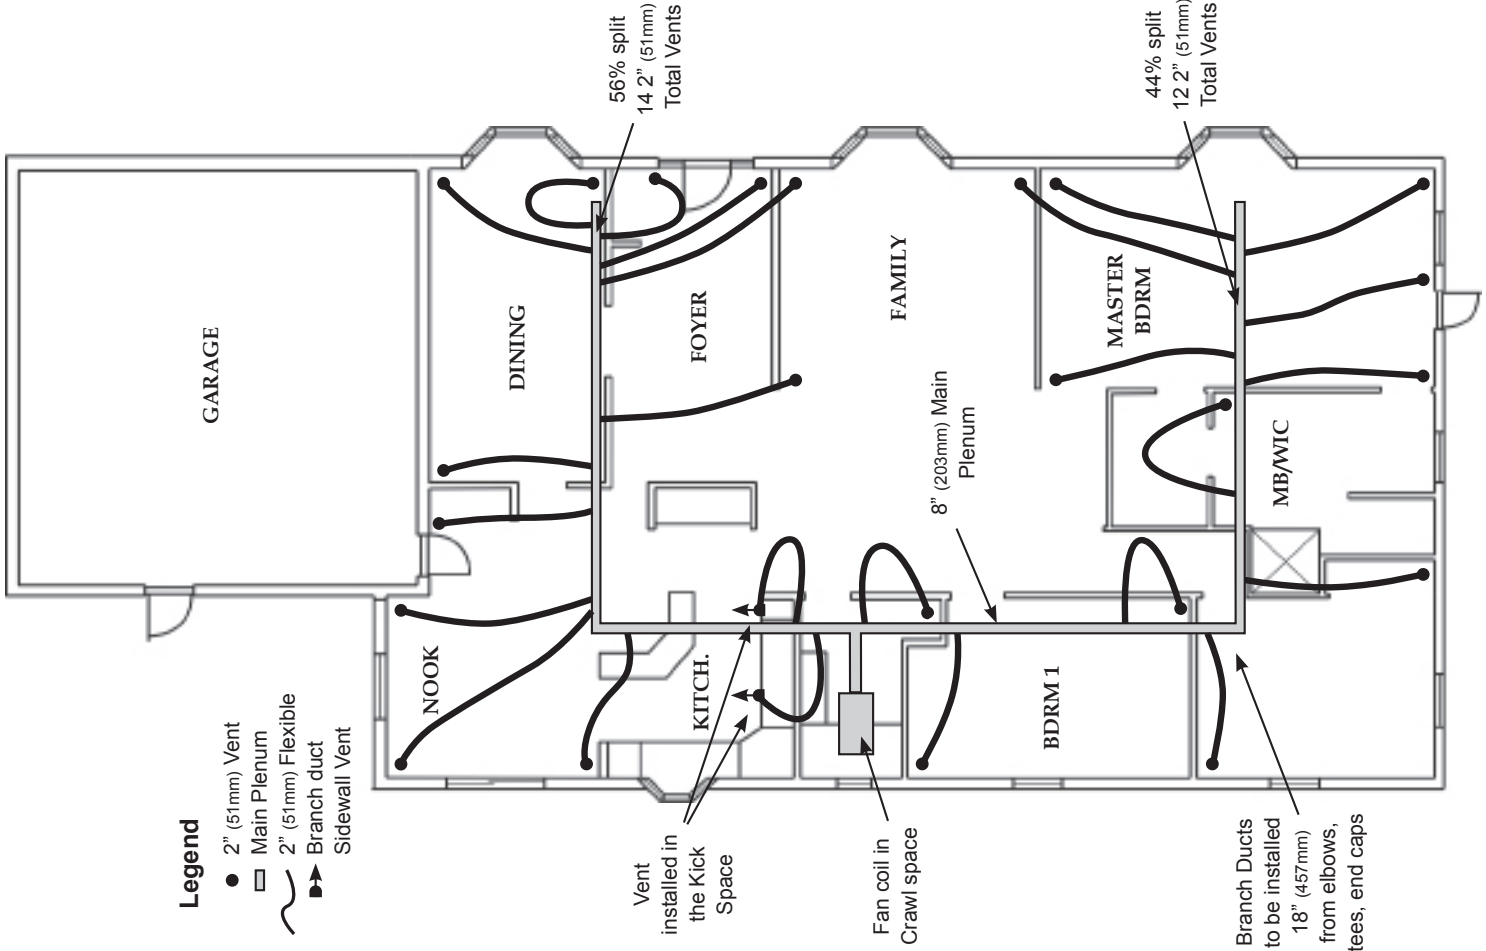 Legend
2” (51mm) Vent
Main Plenum
2” (51mm) Flexible
Branch duct
Sidewall Vent
GARAGE
56% split
14 2” (51mm)
Total Vents
DINING
FOYER
FAMILY
NOOK
KITCH.
Vent
installed in
the Kick
Space
Fan coil in
Crawl space
8” (203mm) Main
Plenum
BDRM 1
44% split
12 2” (51mm)
Total Vents
MASTER
BDRM
MB/WIC
Branch Ducts
to be installed
18” (457mm)
from elbows,
tees, end caps